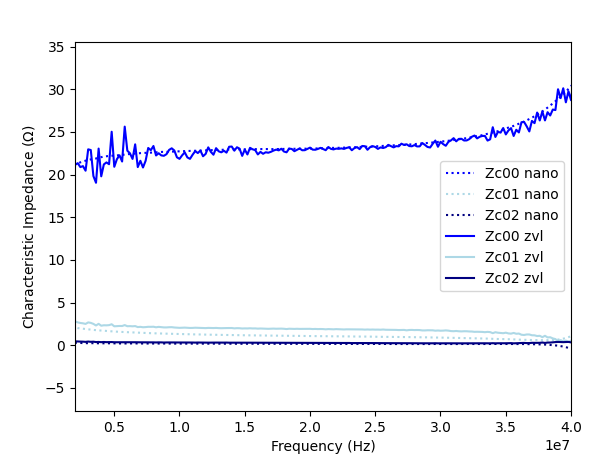 35
30
25
20
15
10
5
0
−5
Characteristic Impedance (Ω)
Zc00 nano
Zc01 nano
Zc02 nano
Zc00 zvl
Zc01 zvl
Zc02 zvl
0.5 1.0 1.5 2.0 2.5 3.0 3.5 4.0
1e7
Frequency (Hz)